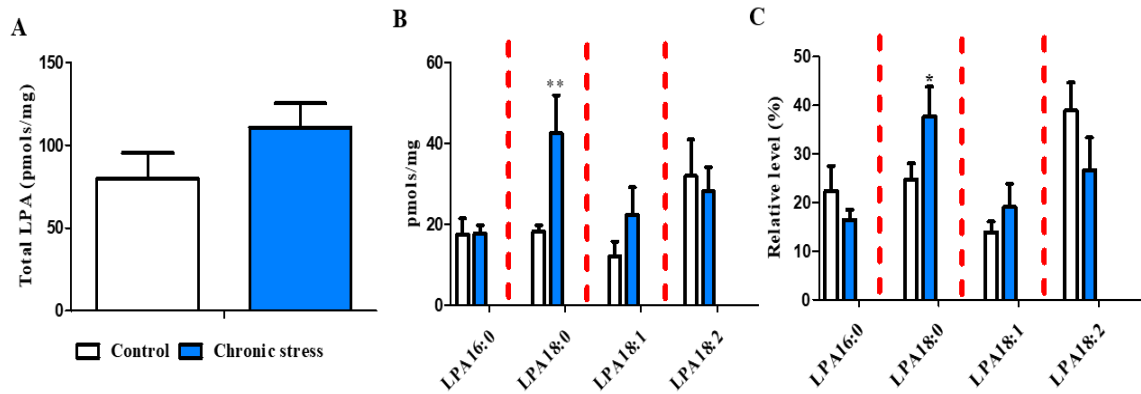 A
Total LPA (pmols/mg)
150
100
50
0
Control
Chronic stress
B
pmols/mg
60
40
20
0
**
LPA16:0
LPA18:0
LPA18:1
LPA18:2
C
Relative level (%)
50
40
30
20
10
0
*
LPA16:0
LPA18:0
LPA18:1
LPA18:2